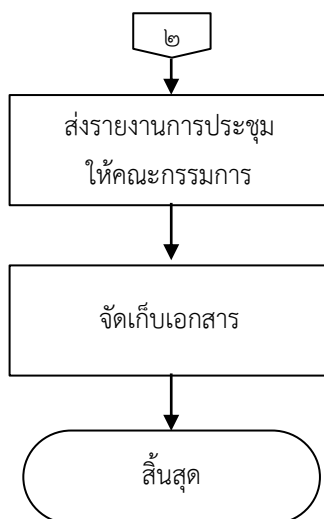 ๒
ส่งรายงานการประชุม
ให้คณะกรรมการ
จัดเก็บเอกสาร
สิ้นสุด